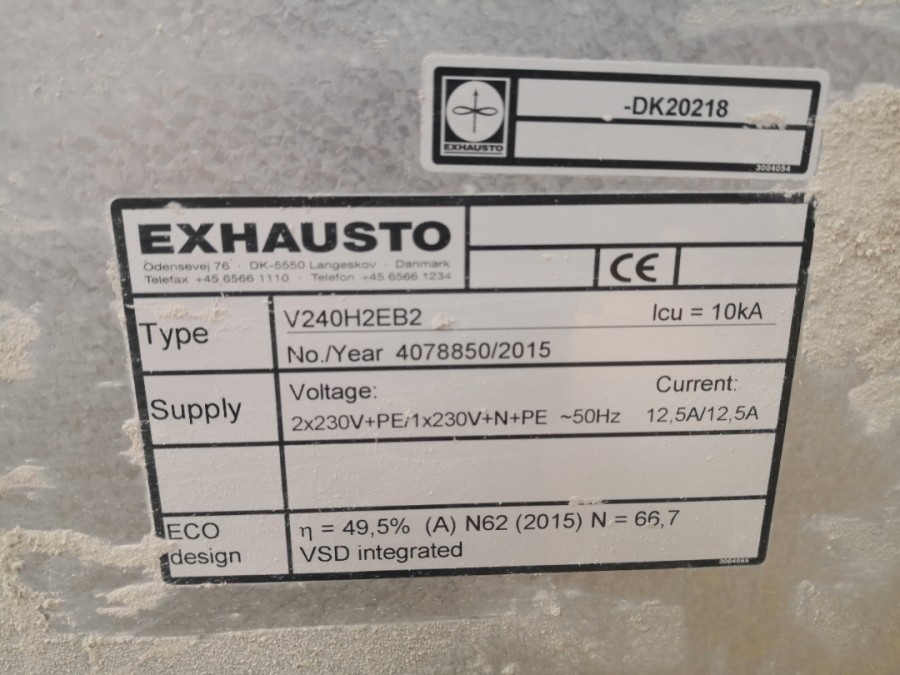 -DK20218
EXHAUSTO
3004084
EXHAUSTO
Odensevej 76 · DK-5550 Langeskov · Danmark
Telefax +45 6566 1110 · Telefon +45 6566 1234
CE
Type
V240H2EB2
Icu = 10kA
No./Year 4078850/2015
Supply
Voltage:
Current:
2x230V+PE/1x230V+N+PE ~50Hz
12,5A/12,5A
ECO
design
η = 49,5% (A) N62 (2015) N = 66,7
VSD integrated